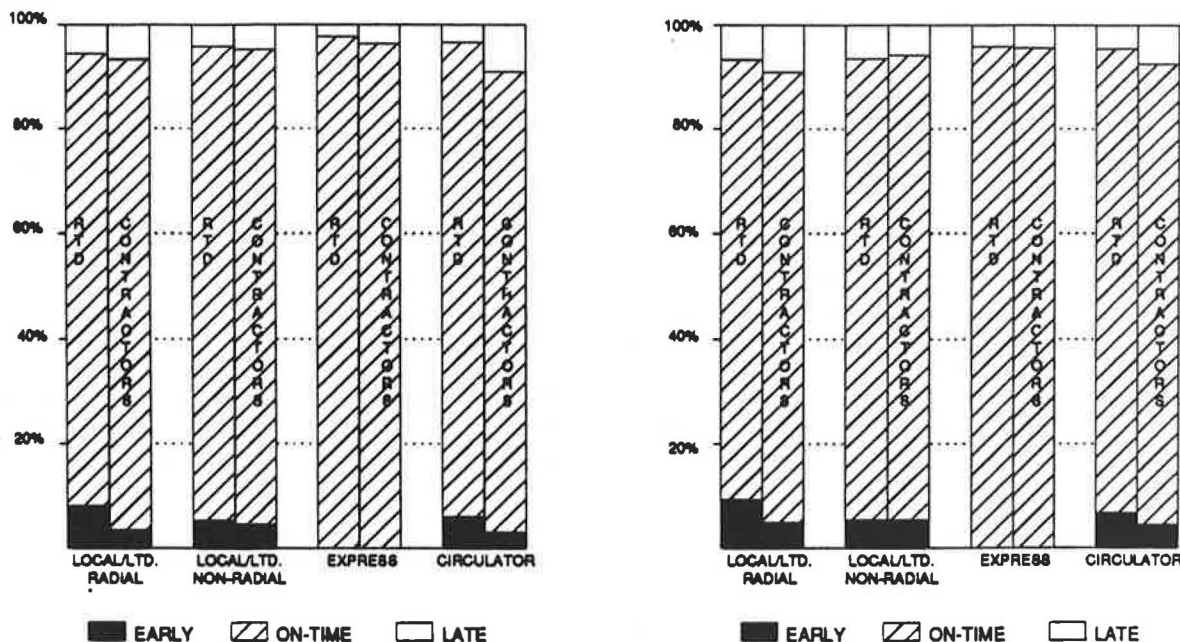 100%
80%
60%
40%
20%
RTD
CONTRACTORS
RTD
CONTRACTORS
RTD
CONTRACTORS
RTD
CONTRACTORS
LOCAL/LTD.
RADIAL
LOCAL/LTD.
NON-RADIAL
EXPRESS
CIRCULATOR
EARLY ON-TIME LATE
100%
80%
60%
40%
20%
RTD
CONTRACTORS
RTD
CONTRACTORS
RTD
CONTRACTORS
RTD
CONTRACTORS
LOCAL/LTD.
RADIAL
LOCAL/LTD.
NON-RADIAL
EXPRESS
CIRCULATOR
EARLY ON-TIME LATE